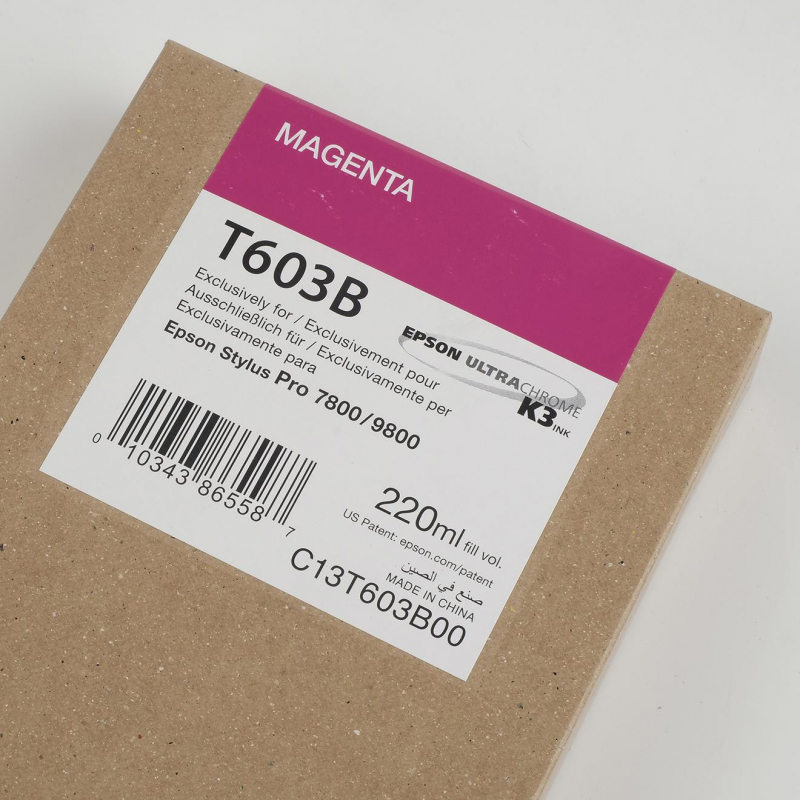 MAGENTA
T603B
Exclusively for / Exclusivement pour
Ausschließlich für / Exclusivamente per
Exclusivamente para
Epson Stylus Pro 7800/9800
EPSON ULTRACHROME
K3 INK
0 10343 86558 7
220ml fill vol.
US Patent: epson.com/patent
صنع في الصين
MADE IN CHINA
C13T603B00